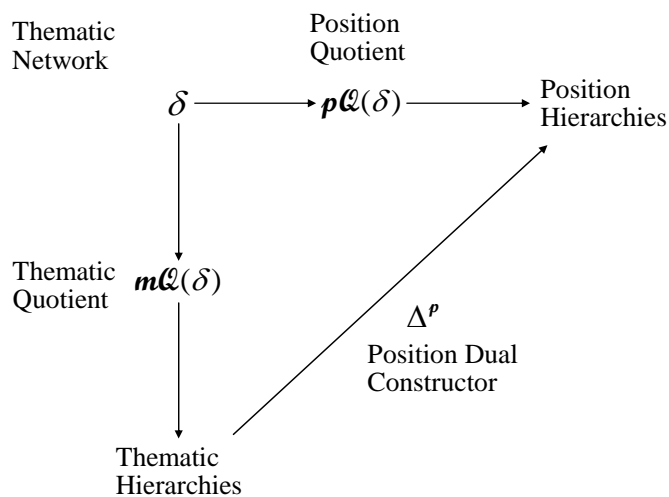 Thematic
Network
Position
Quotient
δ
𝓅𝒬(δ)
Position
Hierarchies
Thematic
Quotient
𝓂𝒬(δ)
Δ^𝓅
Position Dual
Constructor
Thematic
Hierarchies